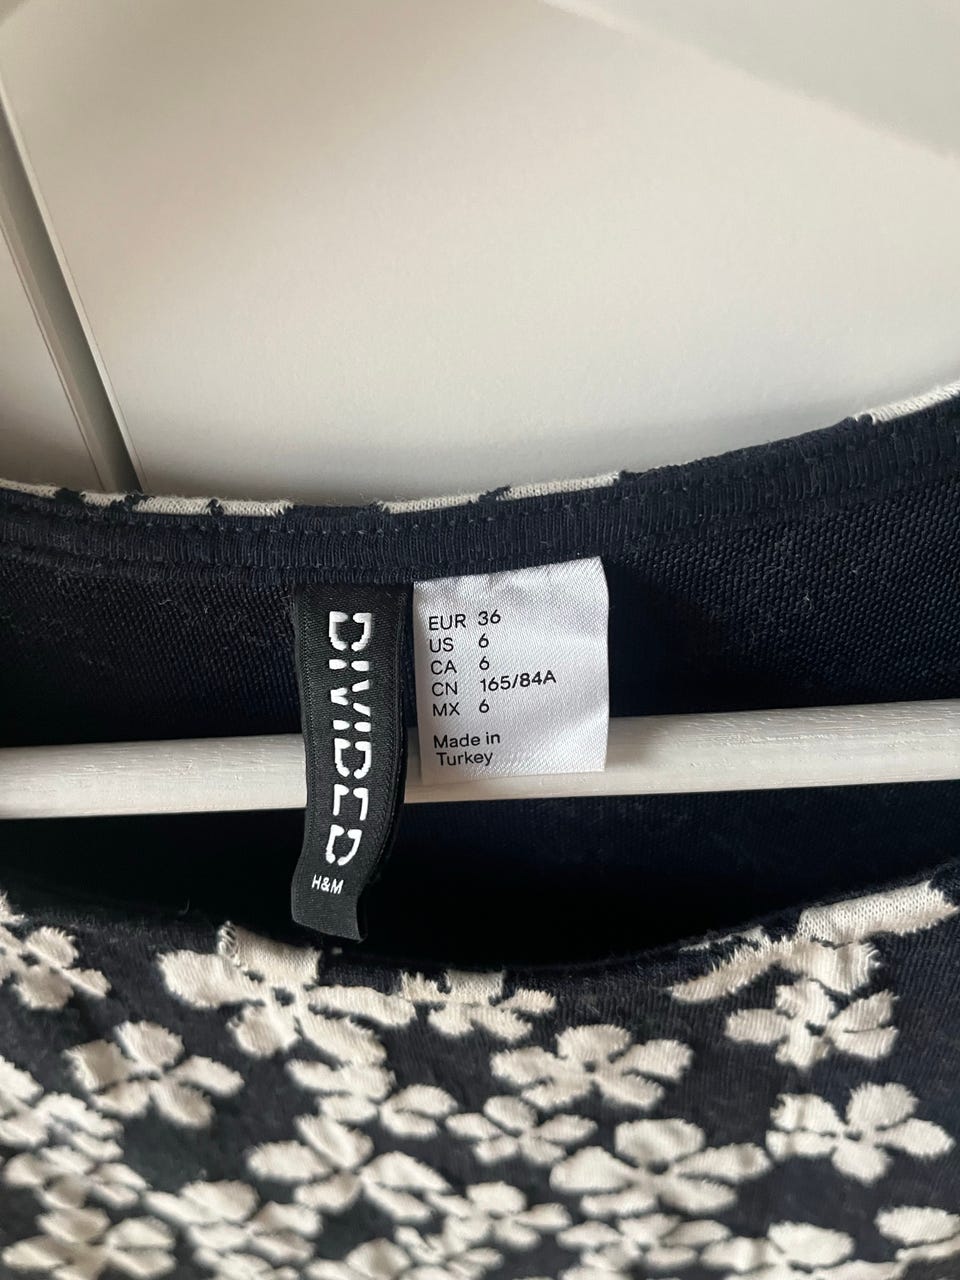 DIVIDED
H&M
EUR 36
US 6
CA 6
CN 165/84A
MX 6
Made in
Turkey